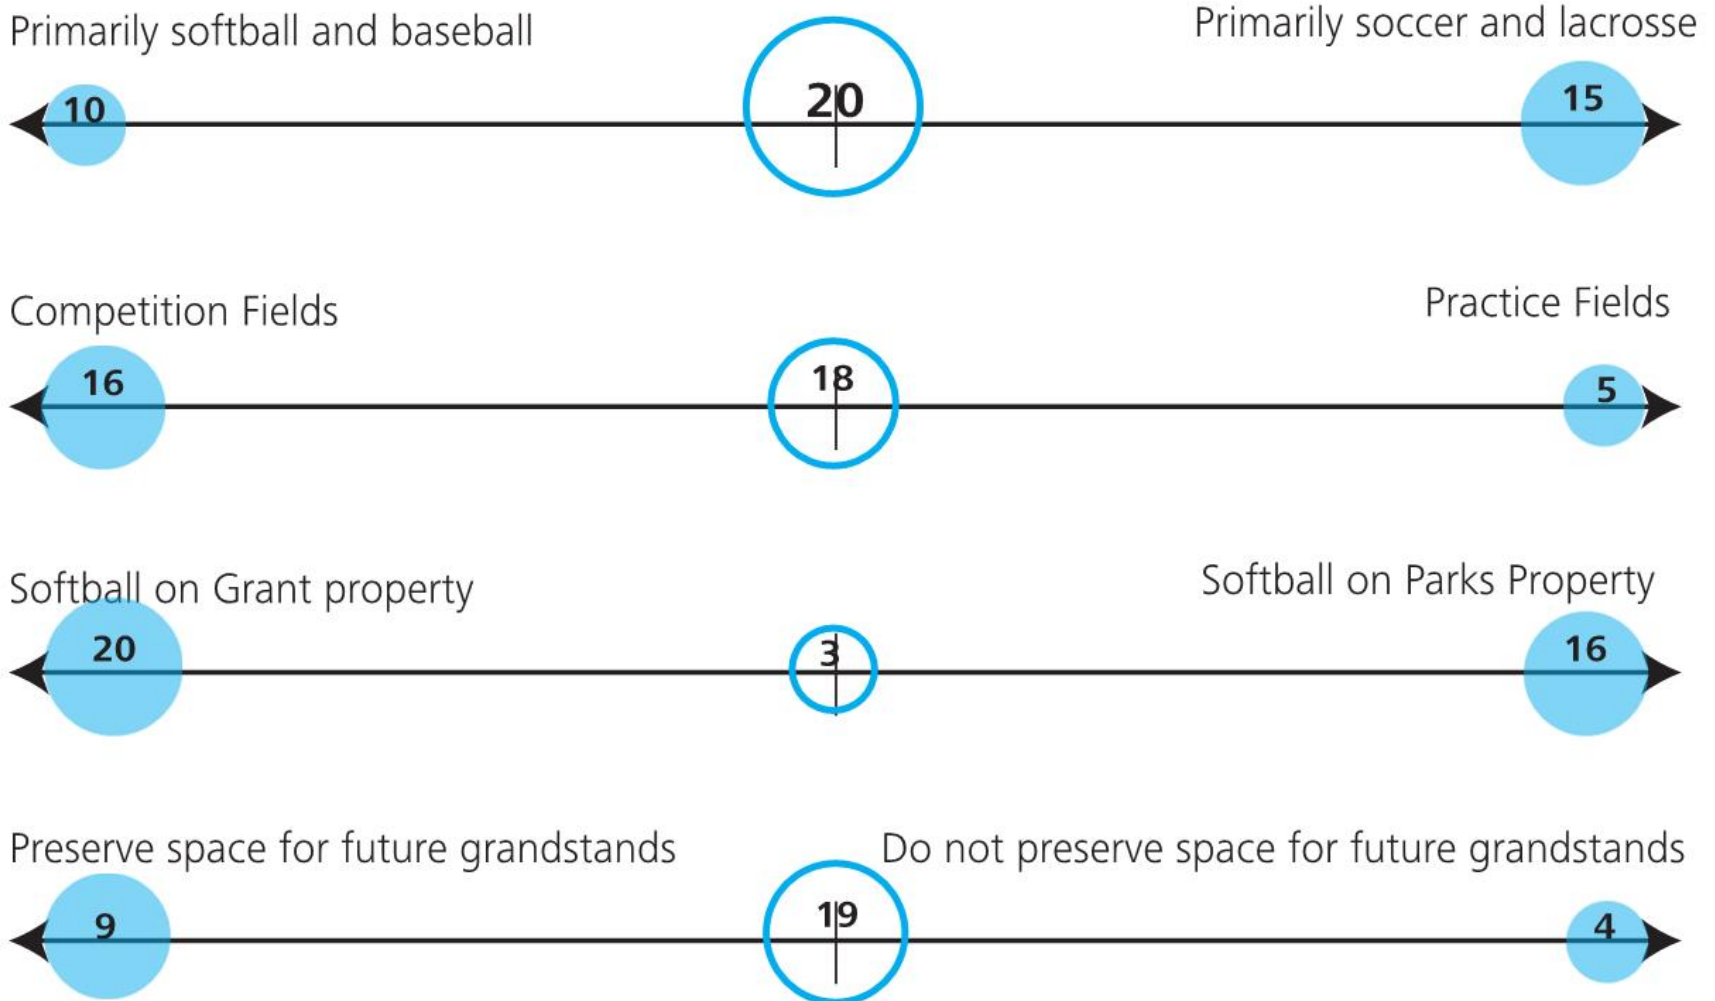 Primarily softball and baseball
Primarily soccer and lacrosse
10
20
15
Competition Fields
Practice Fields
16
18
5
Softball on Grant property
Softball on Parks Property
20
3
16
Preserve space for future grandstands
Do not preserve space for future grandstands
9
19
4